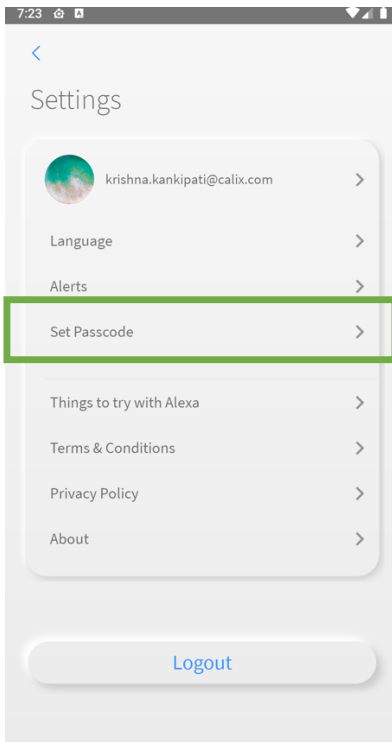 7:23
Settings
krishna.kankipati@calix.com
Language
Alerts
Set Passcode
Things to try with Alexa
Terms & Conditions
Privacy Policy
About
Logout